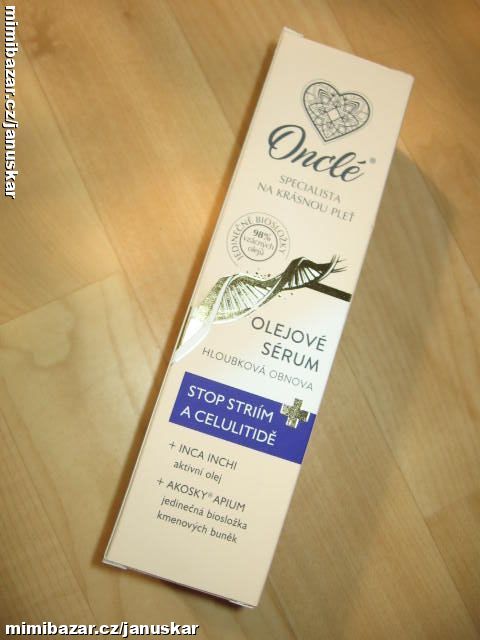 mimibazar.cz/januskar
Onclé®
SPECIALISTA
NA KRÁSNOU PLEŤ
JEDINEČNÉ BIOSLOŽKY
98%
vzácných
olejů
OLEJOVÉ
SÉRUM
HLOUBKOVÁ OBNOVA
STOP STRIÍM
A CELULITIDĚ
+ INCA INCHI
aktivní olej
+ AKOSKY® APIUM
jedinečná biosložka
kmenových buněk
mimibazar.cz/januskar